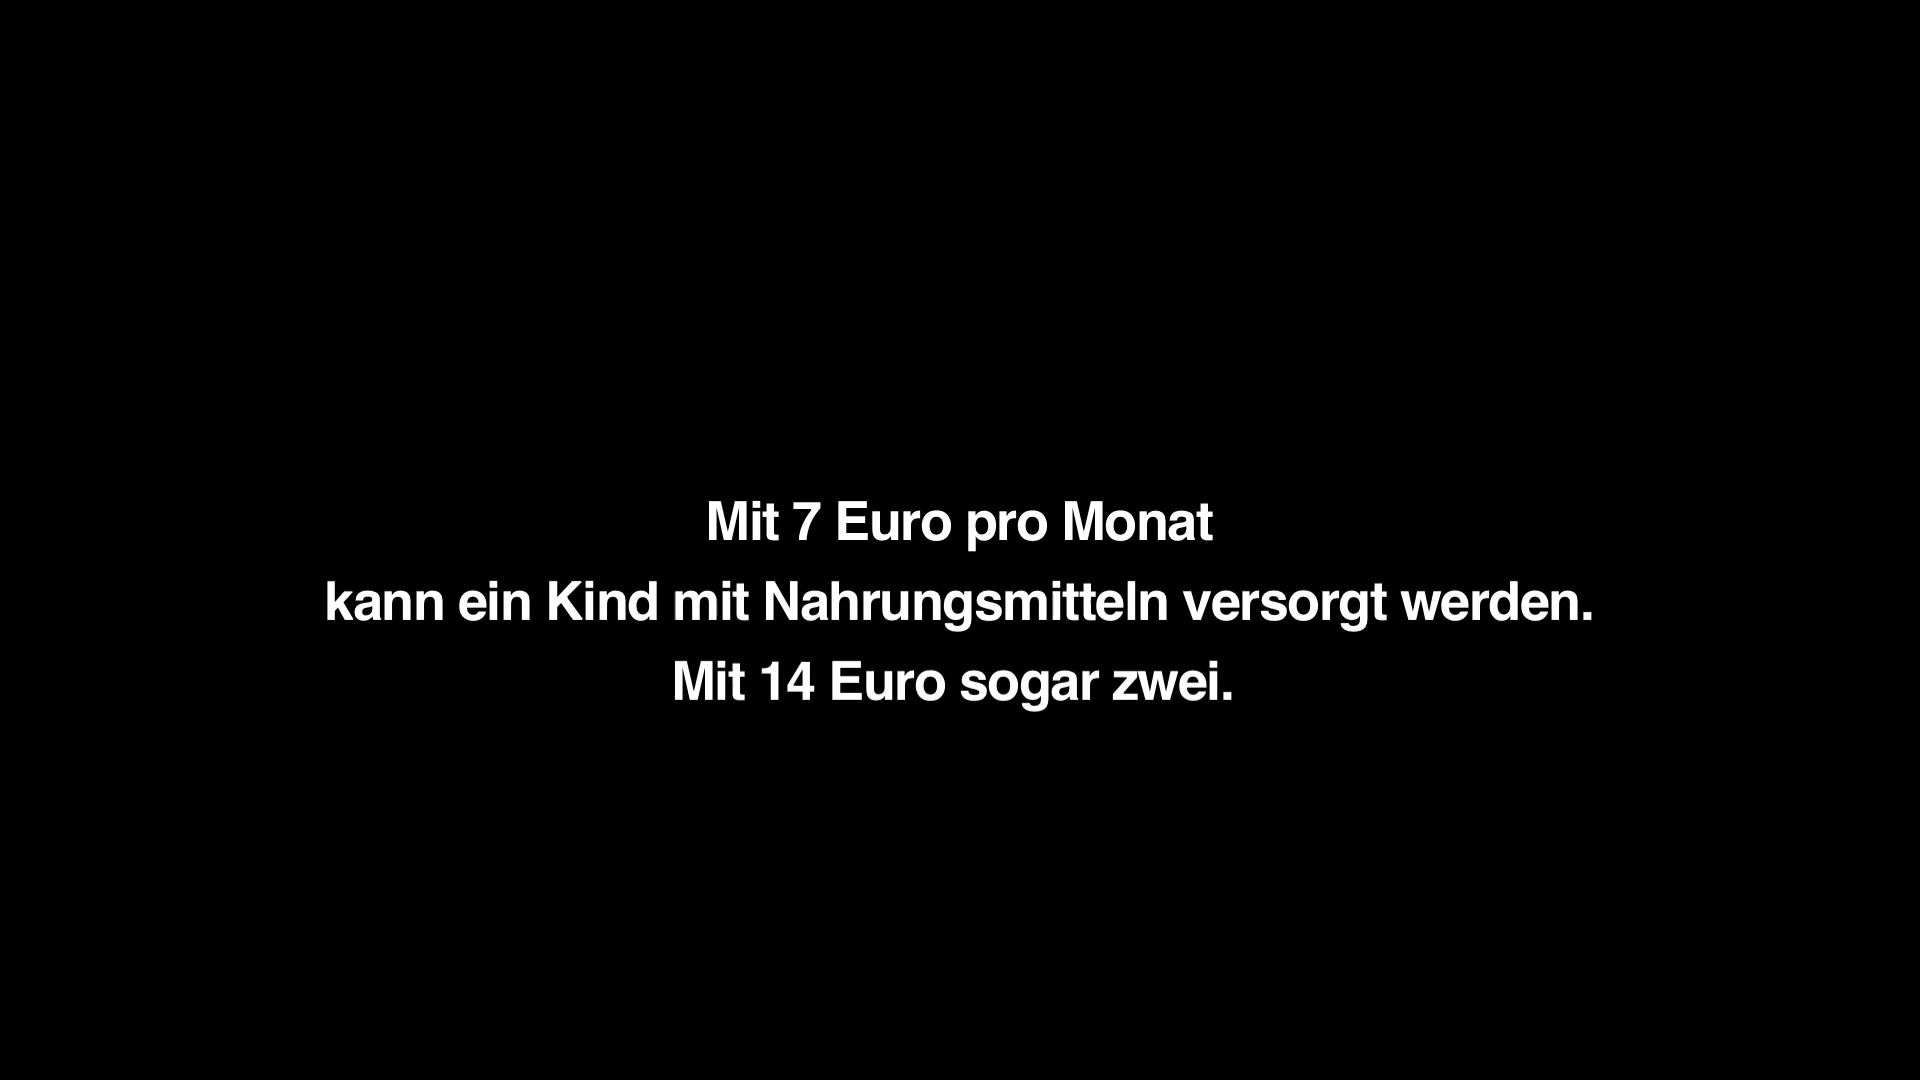 Mit 7 Euro pro Monat
kann ein Kind mit Nahrungsmitteln versorgt werden.
Mit 14 Euro sogar zwei.